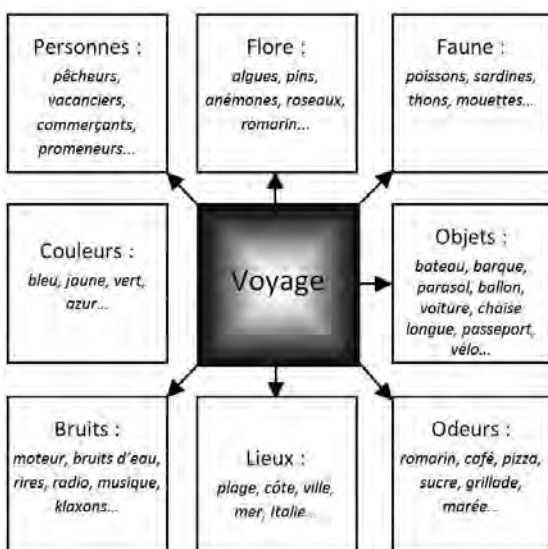 Personnes :
pêcheurs,
vacanciers,
commerçants,
promeneurs...
Flore :
algues, pins,
anémones, roseaux,
romarin...
Faune :
poissons, sardines,
thons, mouettes...
Couleurs :
bleu, jaune, vert,
azur...
Voyage
Objets :
bateau, barque,
parasol, ballon,
voiture, chaise
longue, passeport,
vélo...
Bruits :
moteur, bruits d'eau,
rires, radio, musique,
klaxons...
Lieux :
plage, côte, ville,
mer, Italie...
Odeurs :
romarin, café, pizza,
sucre, grillade,
marée...